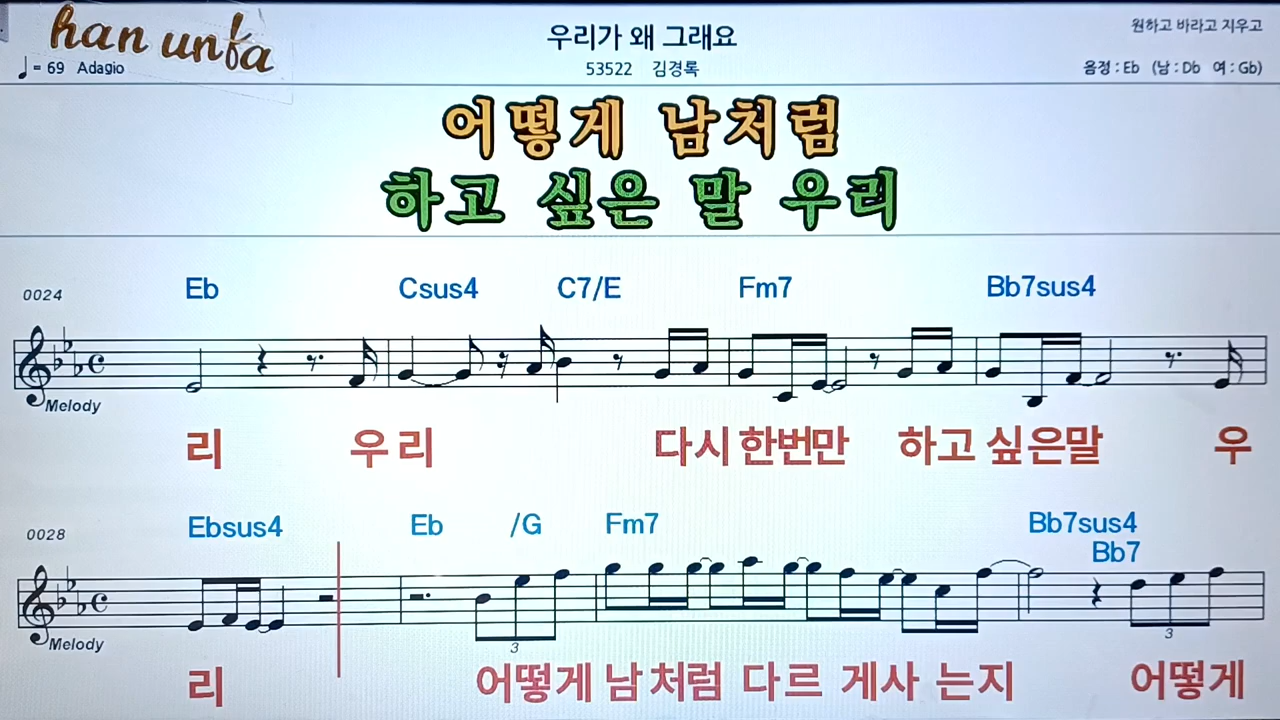 han unfa
우리가 왜 그래요
원하고 바라고 지우고
♩= 69 Adagio
53522 김경록
음정 : Eb (남 : Db 여 : Gb)
어떻게 남처럼
하고 싶은 말 우리
0024 Eb Csus4 C7/E Fm7 Bb7sus4
Melody
리 우리 다시 한번만 하고 싶은말 우
0028 Ebsus4 Eb /G Fm7 Bb7sus4
Bb7
Melody
3 3
리 어떻게 남처럼 다르게사는지 어떻게